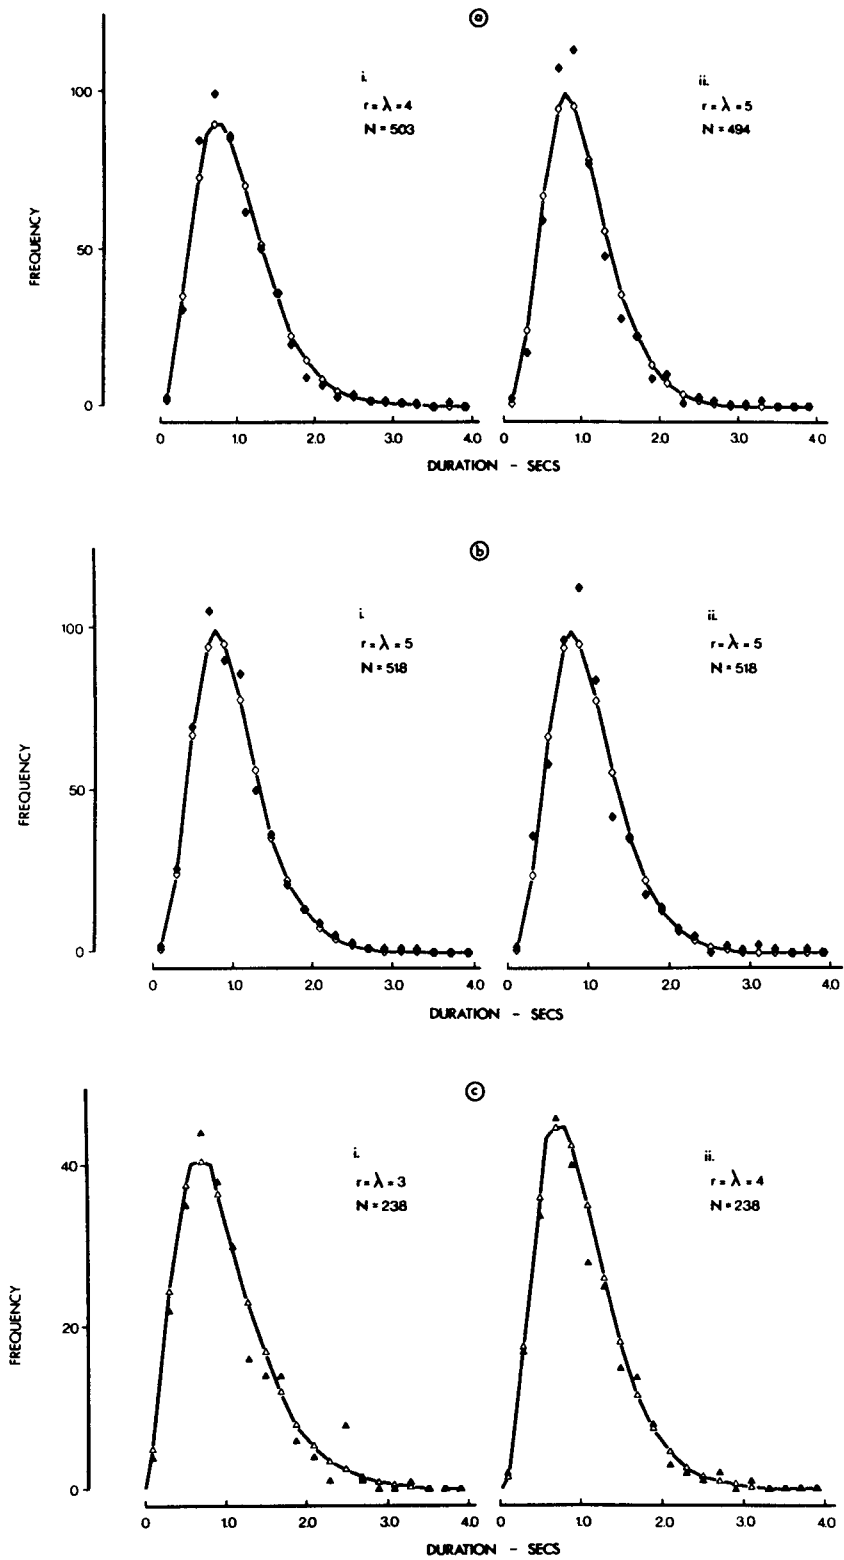 a
i.
r = λ = 4
N = 503
ii.
r = λ = 5
N = 494
FREQUENCY
100
50
0
0 1.0 2.0 3.0 4.0
0 1.0 2.0 3.0 4.0
DURATION - SECS
b
i.
r = λ = 5
N = 518
ii.
r = λ = 5
N = 518
FREQUENCY
100
50
0
0 1.0 2.0 3.0 4.0
0 1.0 2.0 3.0 4.0
DURATION - SECS
c
i.
r = λ = 3
N = 238
ii.
r = λ = 4
N = 238
FREQUENCY
40
20
0
0 1.0 2.0 3.0 4.0
0 1.0 2.0 3.0 4.0
DURATION - SECS